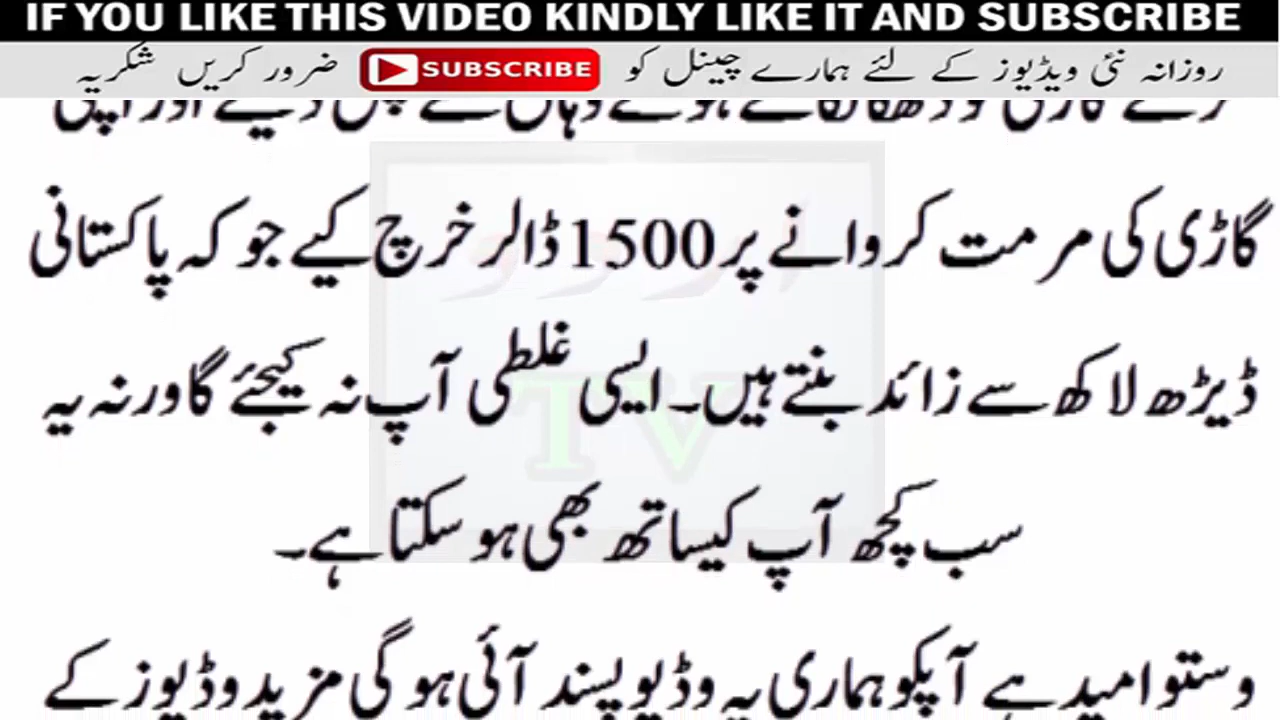 IF YOU LIKE THIS VIDEO KINDLY LIKE IT AND SUBSCRIBE
روزانہ نئی ویڈیوز کے لئے ہمارے چینل کو SUBSCRIBE ضرور کریں شکریہ
گاڑی کی مرمت کروانے پر 1500 ڈالر خرچ کیے جو کہ پاکستانی
ڈیڑھ لاکھ سے زائد بنتے ہیں۔ ایسی غلطی آپ نہ کیجئے گا ورنہ یہ
سب کچھ آپ کیساتھ بھی ہو سکتا ہے۔
وستو امید ہے آپکو ہماری یہ وڈیو پسند آئی ہو گی مزید وڈیوز کے
اردو
TV